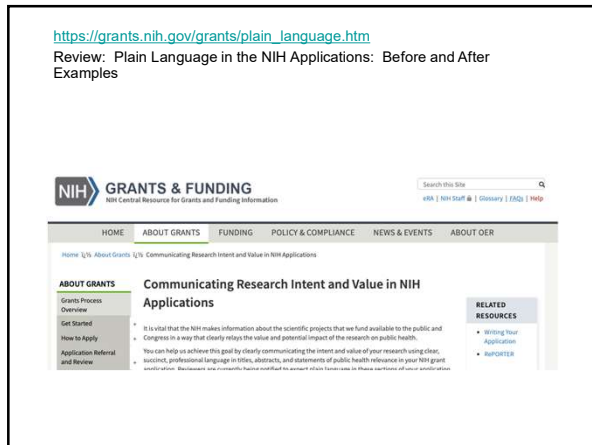 https://grants.nih.gov/grants/plain_language.htm
Review: Plain Language in the NIH Applications: Before and After
Examples
NIH GRANTS & FUNDING
NIH Central Resource for Grants and Funding Information
Search this Site
eRA | NIH Staff | Glossary | FAQs | Help
HOME ABOUT GRANTS FUNDING POLICY & COMPLIANCE NEWS & EVENTS ABOUT OER
Home ï¿½ About Grants ï¿½ Communicating Research Intent and Value in NIH Applications
ABOUT GRANTS
Grants Process
Overview
Get Started
How to Apply +
Application Referral +
and Review
Communicating Research Intent and Value in NIH
Applications
It is vital that the NIH makes information about the scientific projects that we fund available to the public and
Congress in a way that clearly relays the value and potential impact of the research on public health.
You can help us achieve this goal by clearly communicating the intent and value of your research using clear,
succinct, professional language in titles, abstracts, and statements of public health relevance in your NIH grant
application. Reviewers are currently being notified to expect plain language in these sections of your application
RELATED
RESOURCES
• Writing Your
Application
• RePORTER